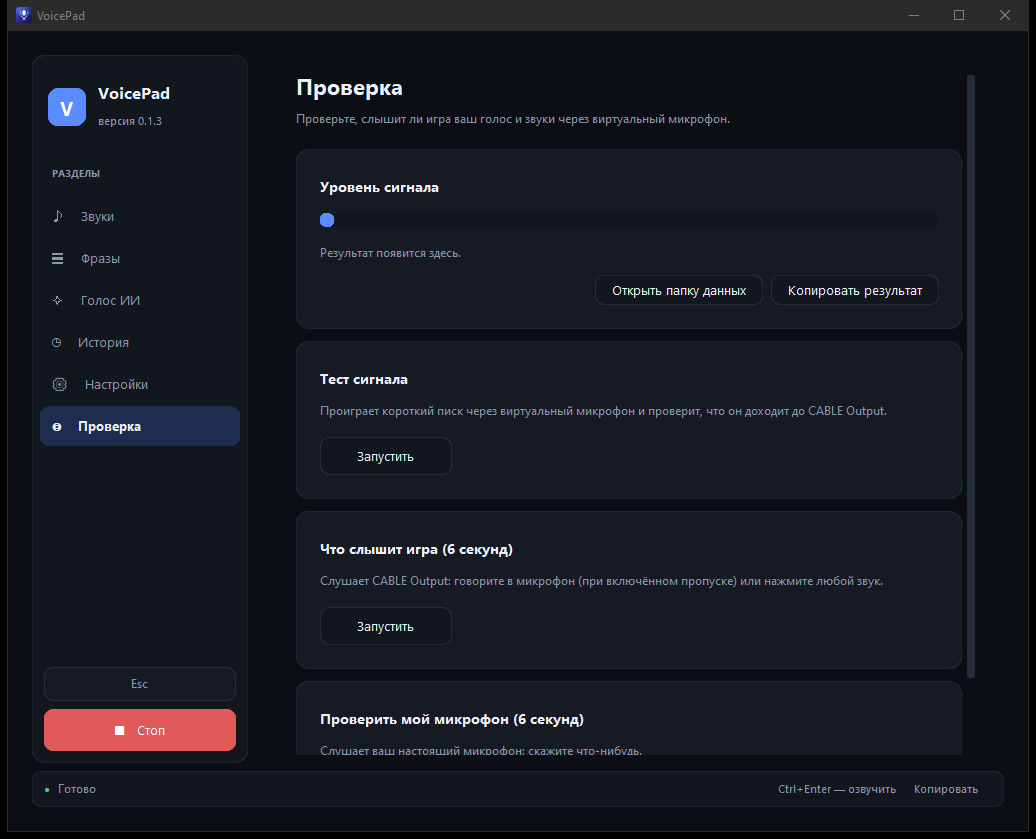 VoicePad
V
VoicePad
версия 0.1.3
РАЗДЕЛЫ
Звуки
Фразы
Голос ИИ
История
Настройки
Проверка
Esc
Стоп
Проверка
Проверьте, слышит ли игра ваш голос и звуки через виртуальный микрофон.
Уровень сигнала
Результат появится здесь.
Открыть папку данных
Копировать результат
Тест сигнала
Проиграет короткий писк через виртуальный микрофон и проверит, что он доходит до CABLE Output.
Запустить
Что слышит игра (6 секунд)
Слушает CABLE Output: говорите в микрофон (при включённом пропуске) или нажмите любой звук.
Запустить
Проверить мой микрофон (6 секунд)
Слушает ваш настоящий микрофон: скажите что-нибудь.
Готово
Ctrl+Enter — озвучить
Копировать